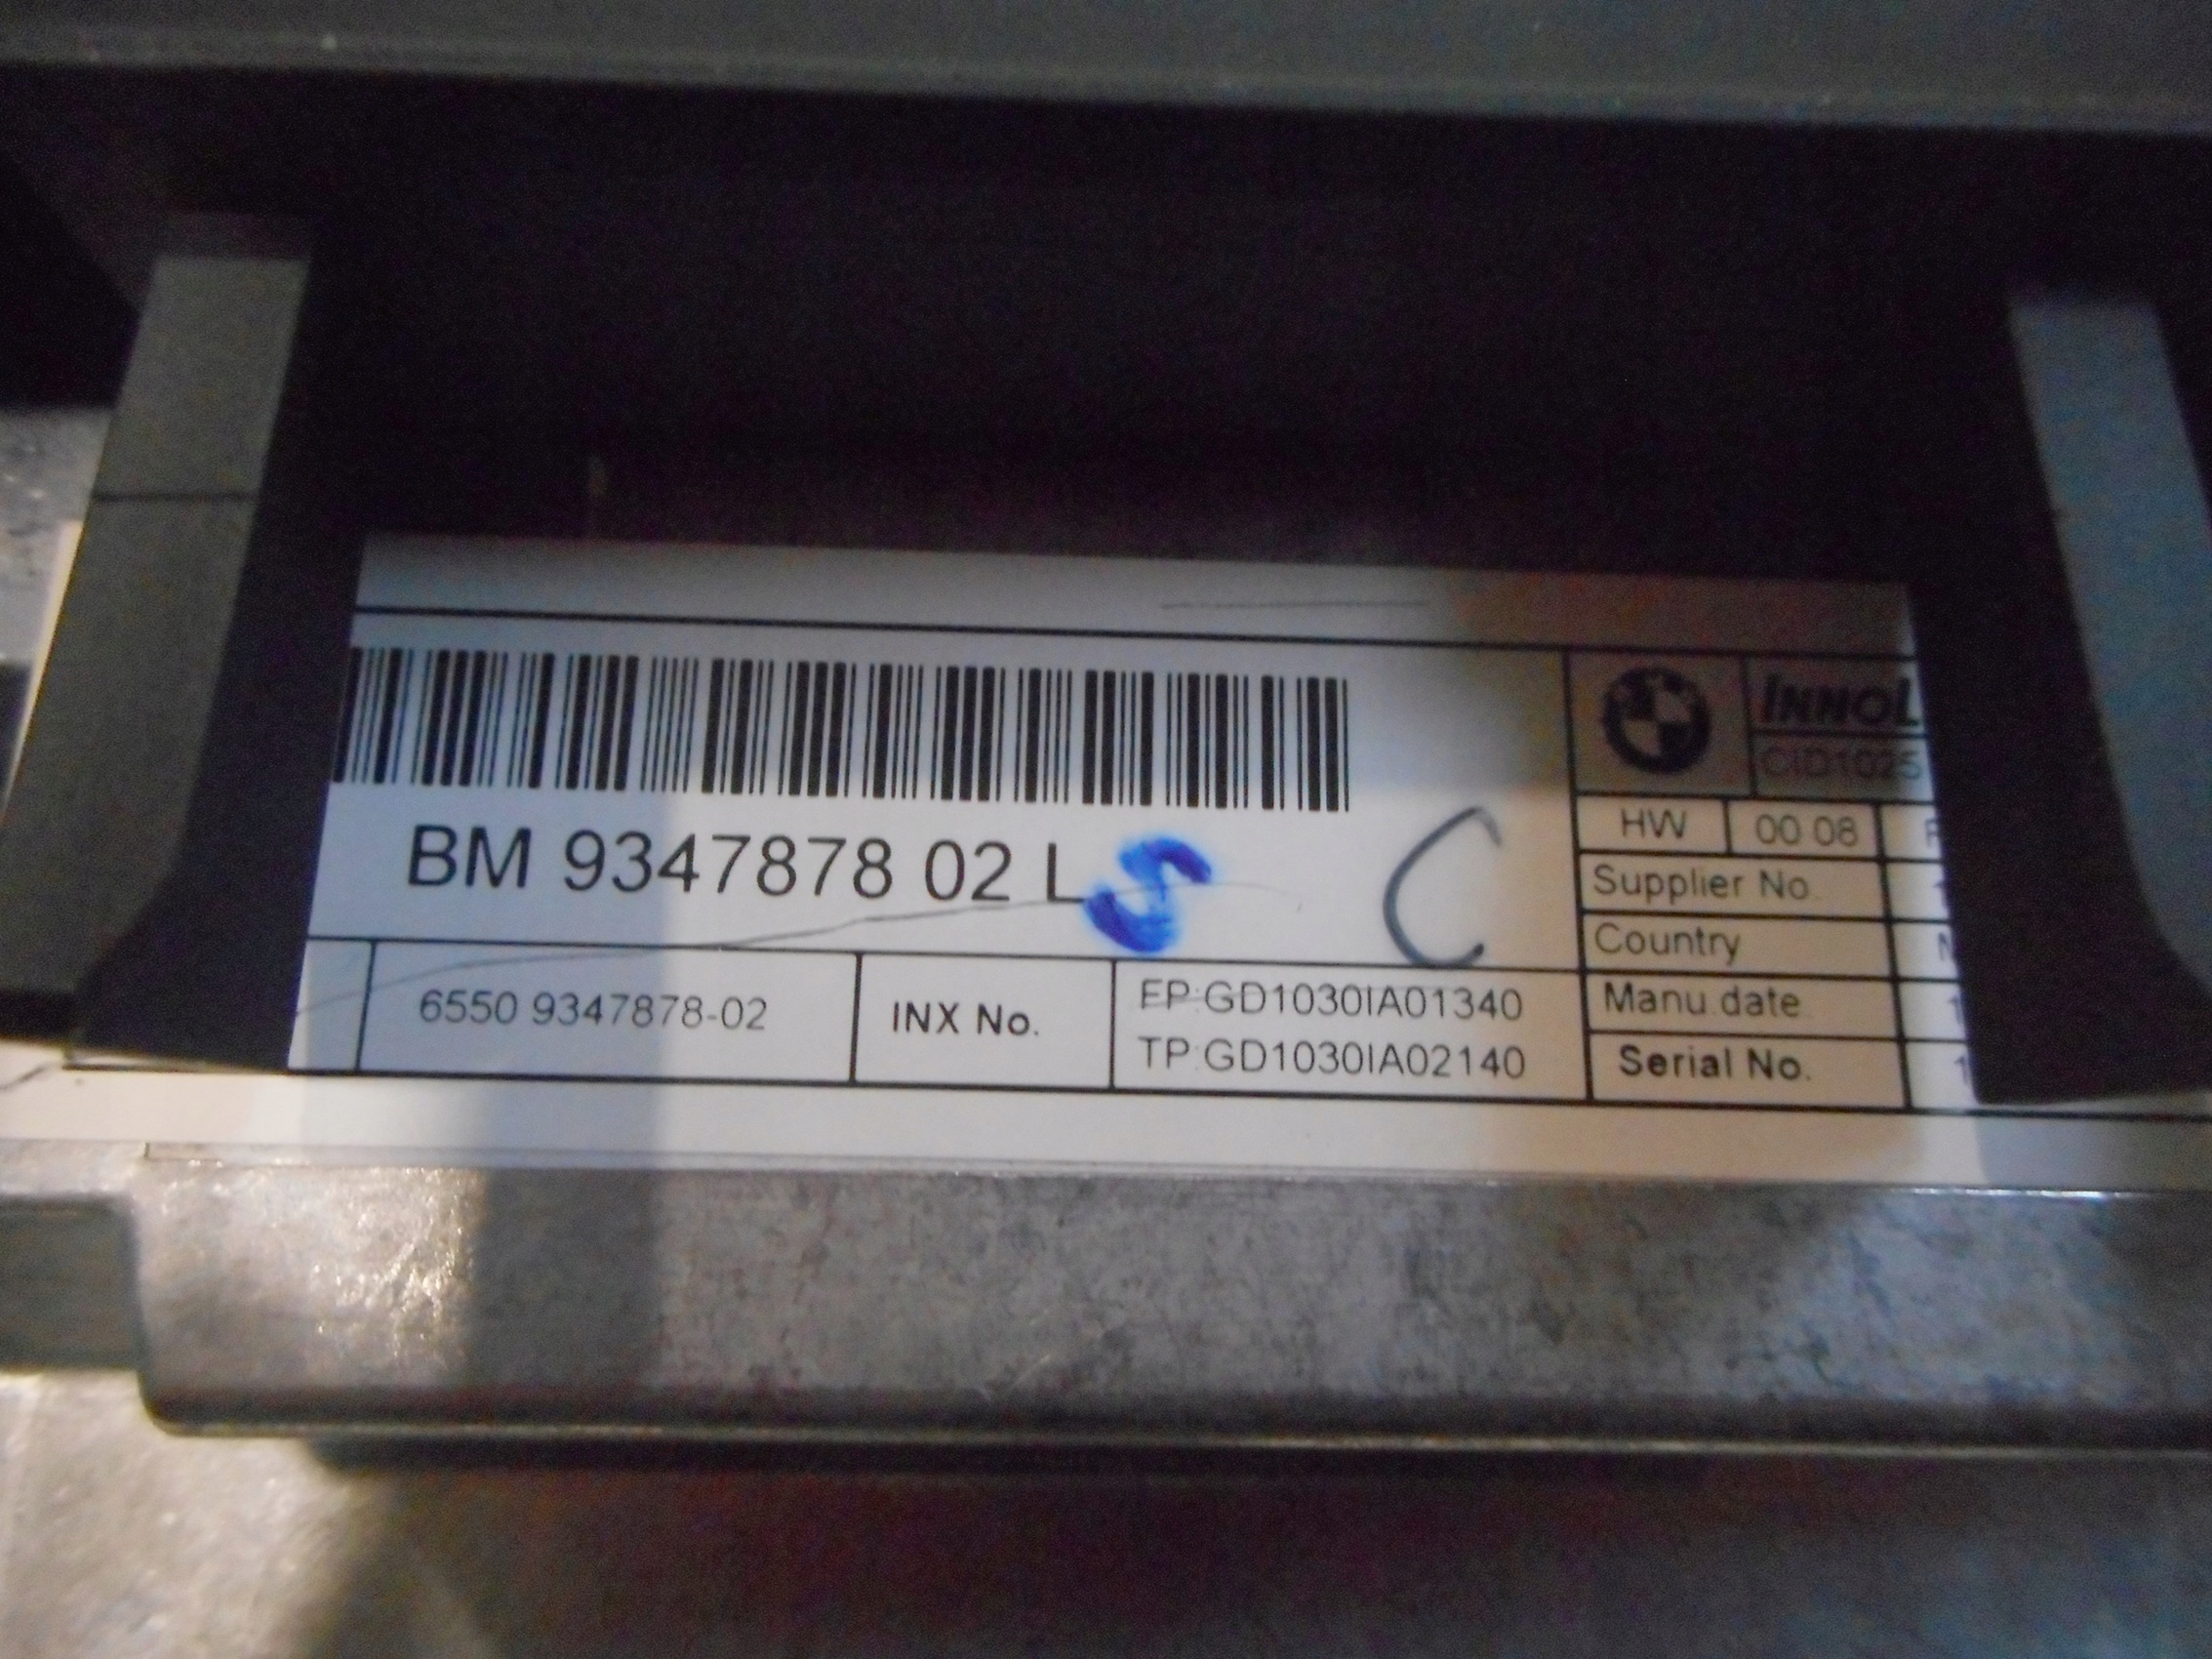 INNOL
CID1025
HW 00 08
BM 9347878 02 L
S
C
Supplier No.
Country
6550 9347878-02
INX No.
EP:GD1030IA01340
TP:GD1030IA02140
Manu.date
Serial No.